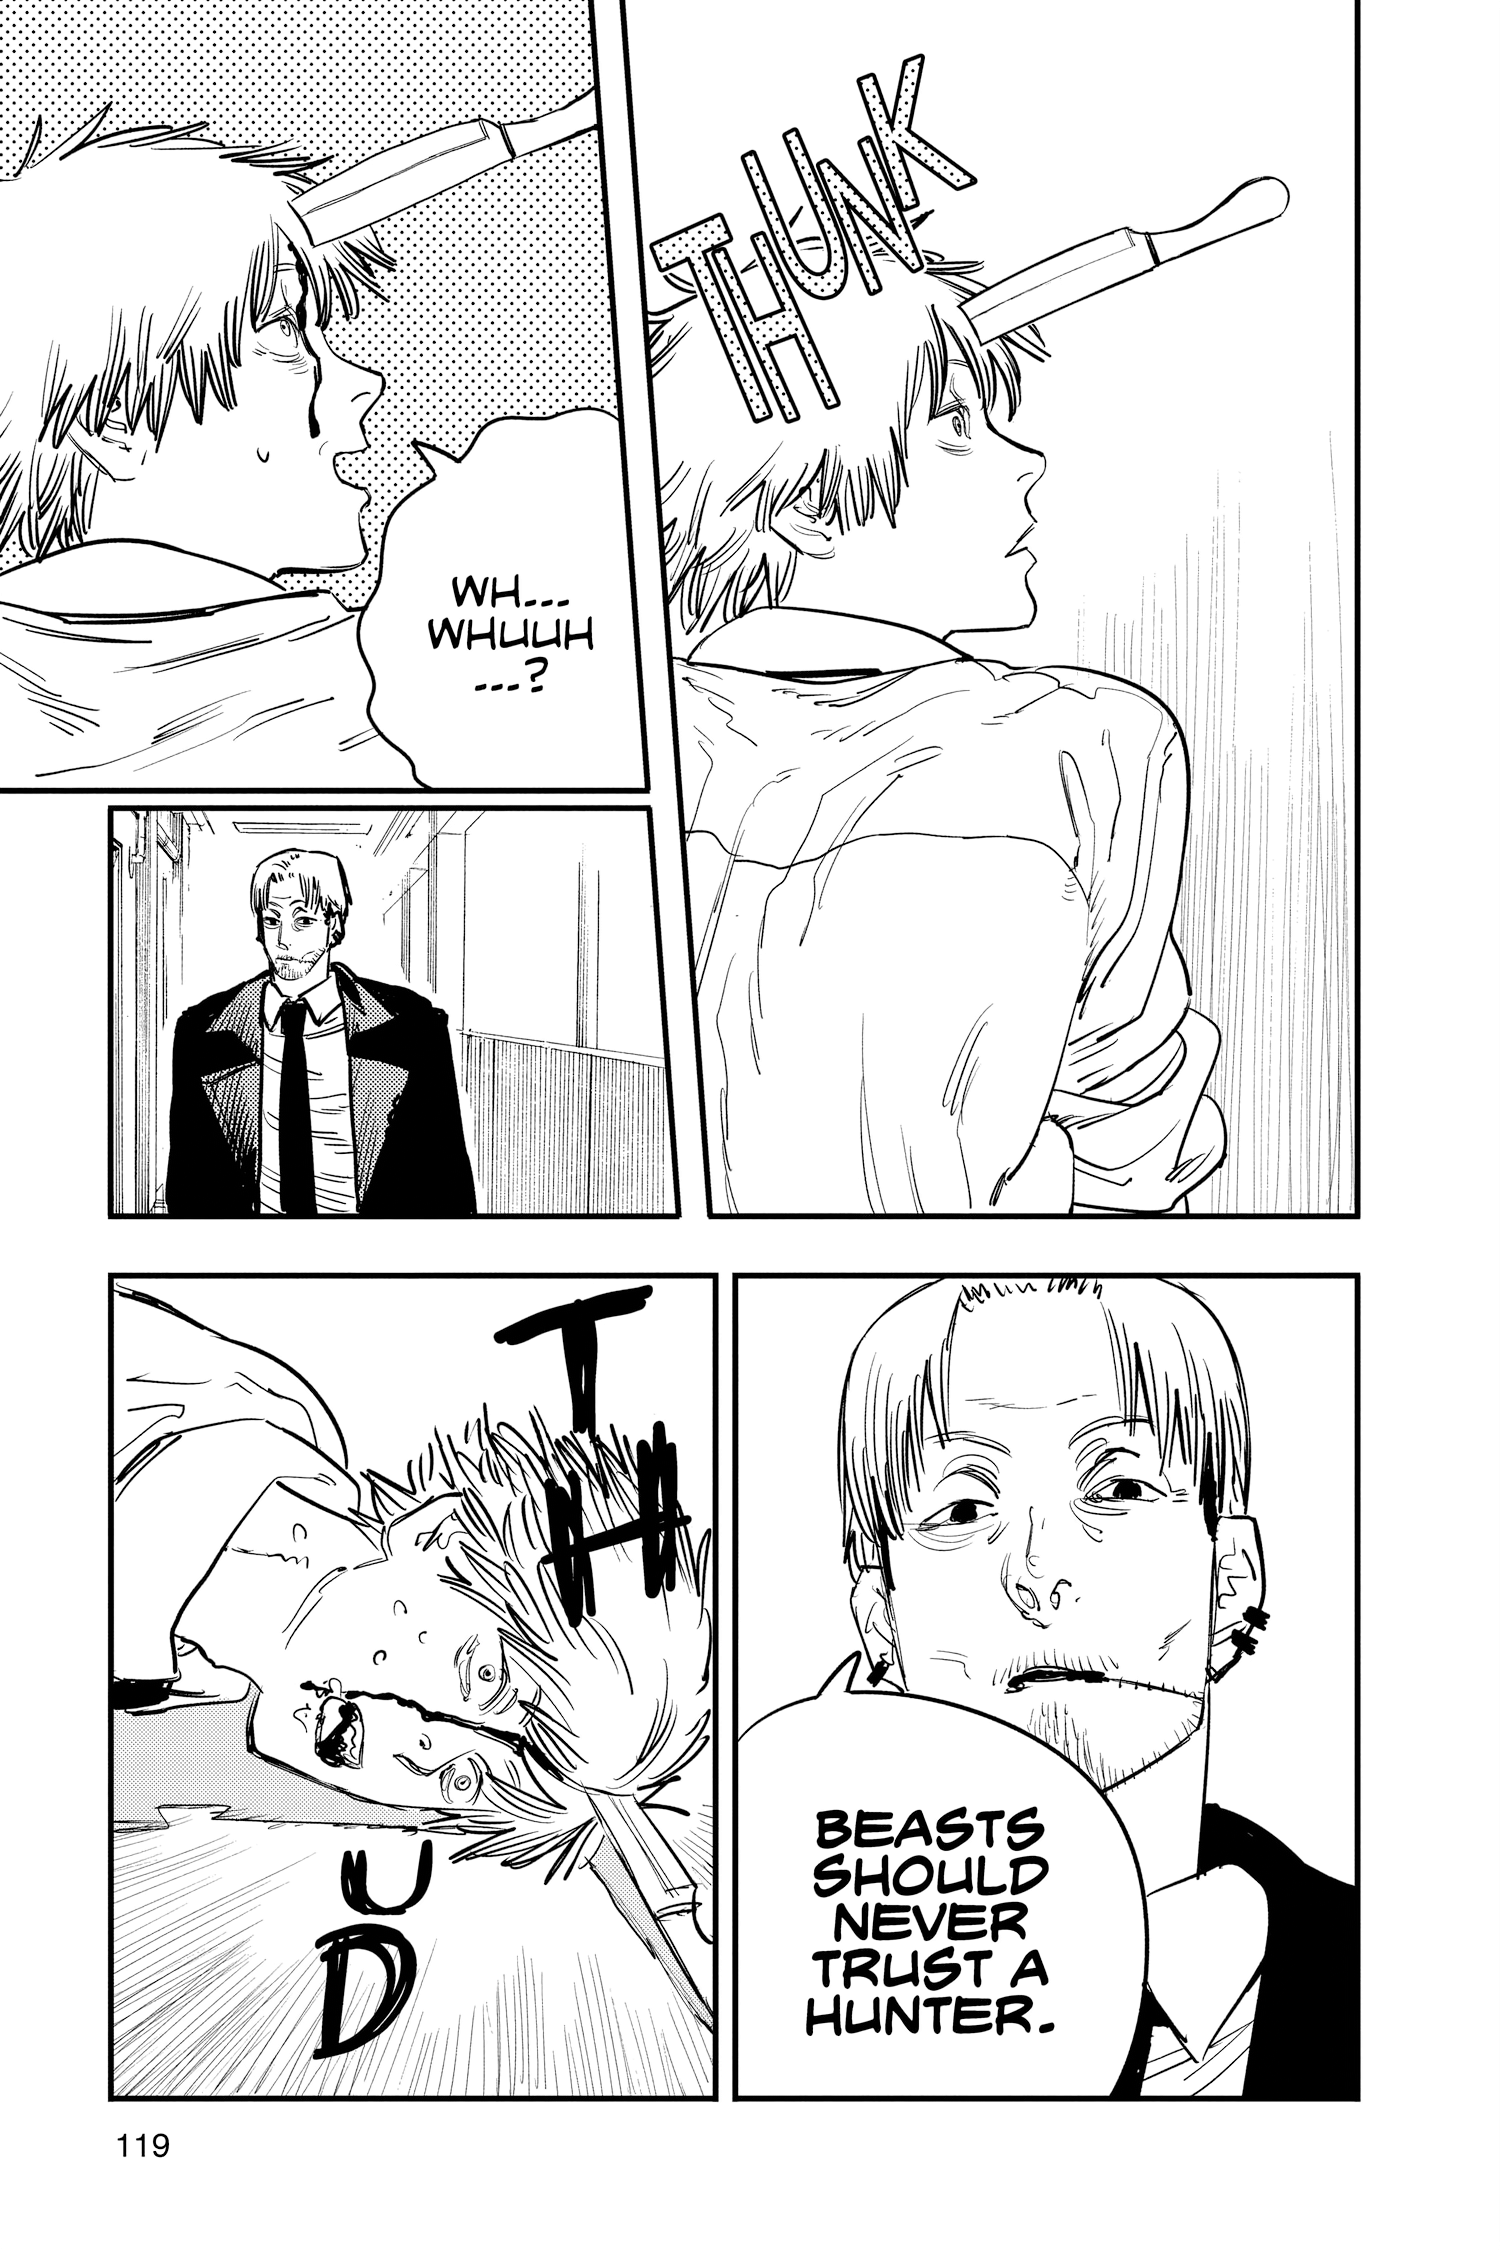 THUNK
WH...
WHUUH
...?
BEASTS
SHOULD
NEVER
TRUST A
HUNTER.
THUD
119